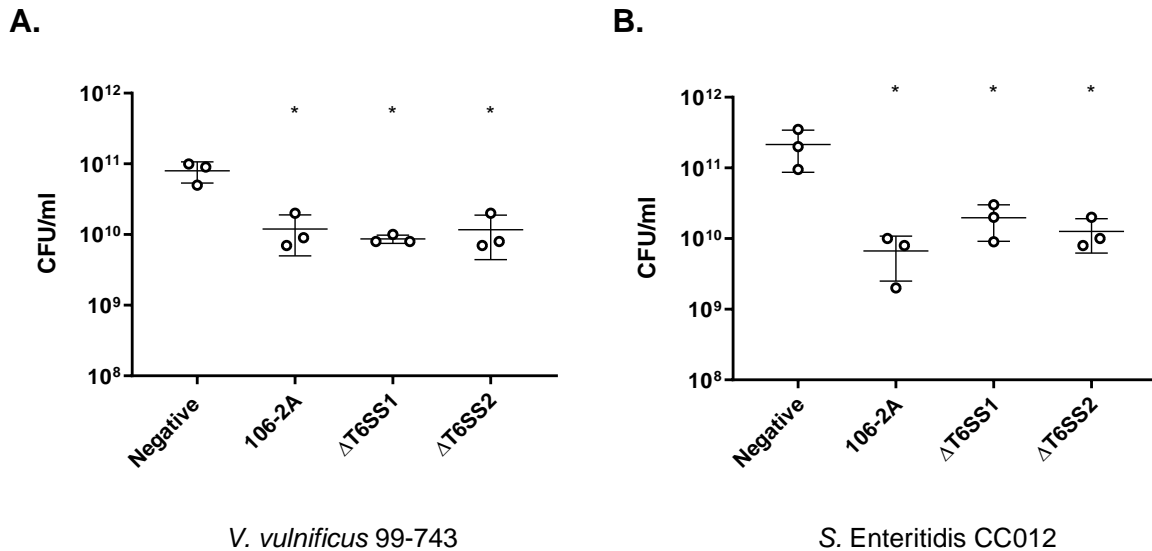 A.
B.
10¹²
10¹¹
10¹⁰
10⁹
10⁸
CFU/ml
* * *
Negative
106-2A
ΔT6SS1
ΔT6SS2
V. vulnificus 99-743
10¹²
10¹¹
10¹⁰
10⁹
10⁸
CFU/ml
* * *
Negative
106-2A
ΔT6SS1
ΔT6SS2
S. Enteritidis CC012